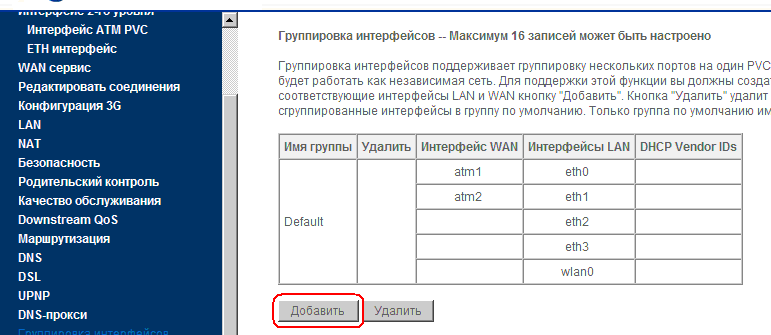 Интерфейс 2-го уровня
Интерфейс ATM PVC
ETH интерфейс
WAN сервис
Редактировать соединения
Конфигурация 3G
LAN
NAT
Безопасность
Родительский контроль
Качество обслуживания
Downstream QoS
Маршрутизация
DNS
DSL
UPNP
DNS-прокси
Группировка интерфейсов
Группировка интерфейсов -- Максимум 16 записей может быть настроено
Группировка интерфейсов поддерживает группировку нескольких портов на один PVC
будет работать как независимая сеть. Для поддержки этой функции вы должны созда
соответствующие интерфейсы LAN и WAN кнопку "Добавить". Кнопка "Удалить" удалит
сгруппированные интерфейсы в группу по умолчанию. Только группа по умолчанию им
Имя группы Удалить Интерфейс WAN Интерфейсы LAN DHCP Vendor IDs
atm1 eth0
atm2 eth1
Default eth2
eth3
wlan0
Добавить Удалить